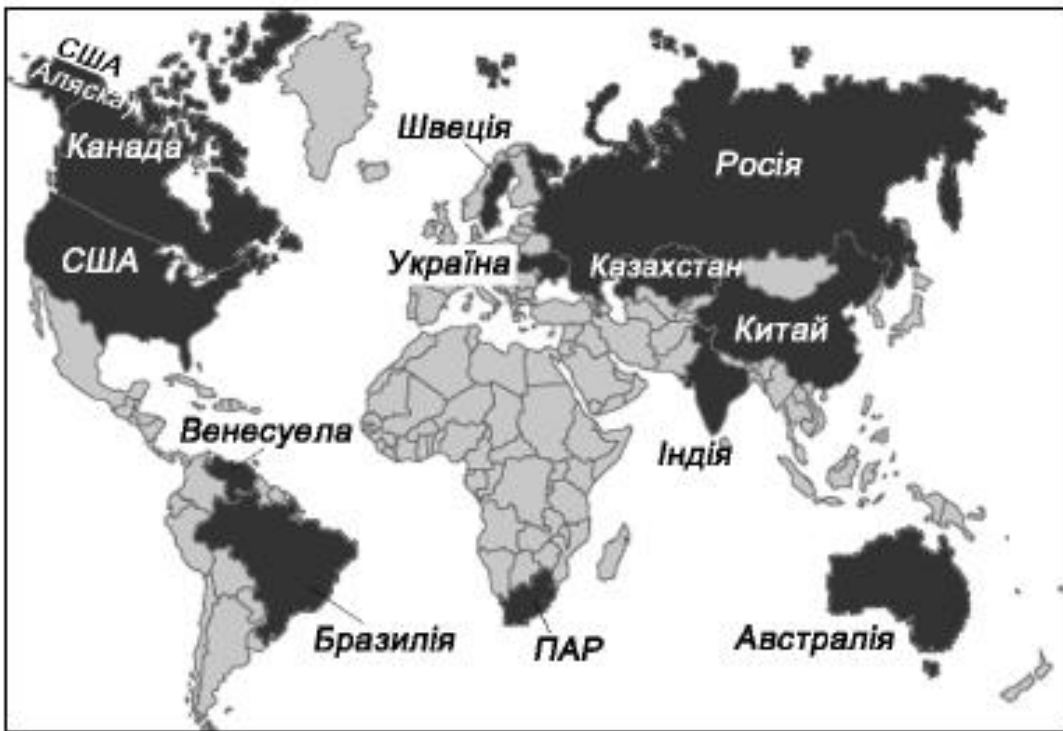 США
Аляска
Канада
США
Швеція
Україна
Росія
Казахстан
Китай
Індія
Венесуела
Бразилія
ПАР
Австралія